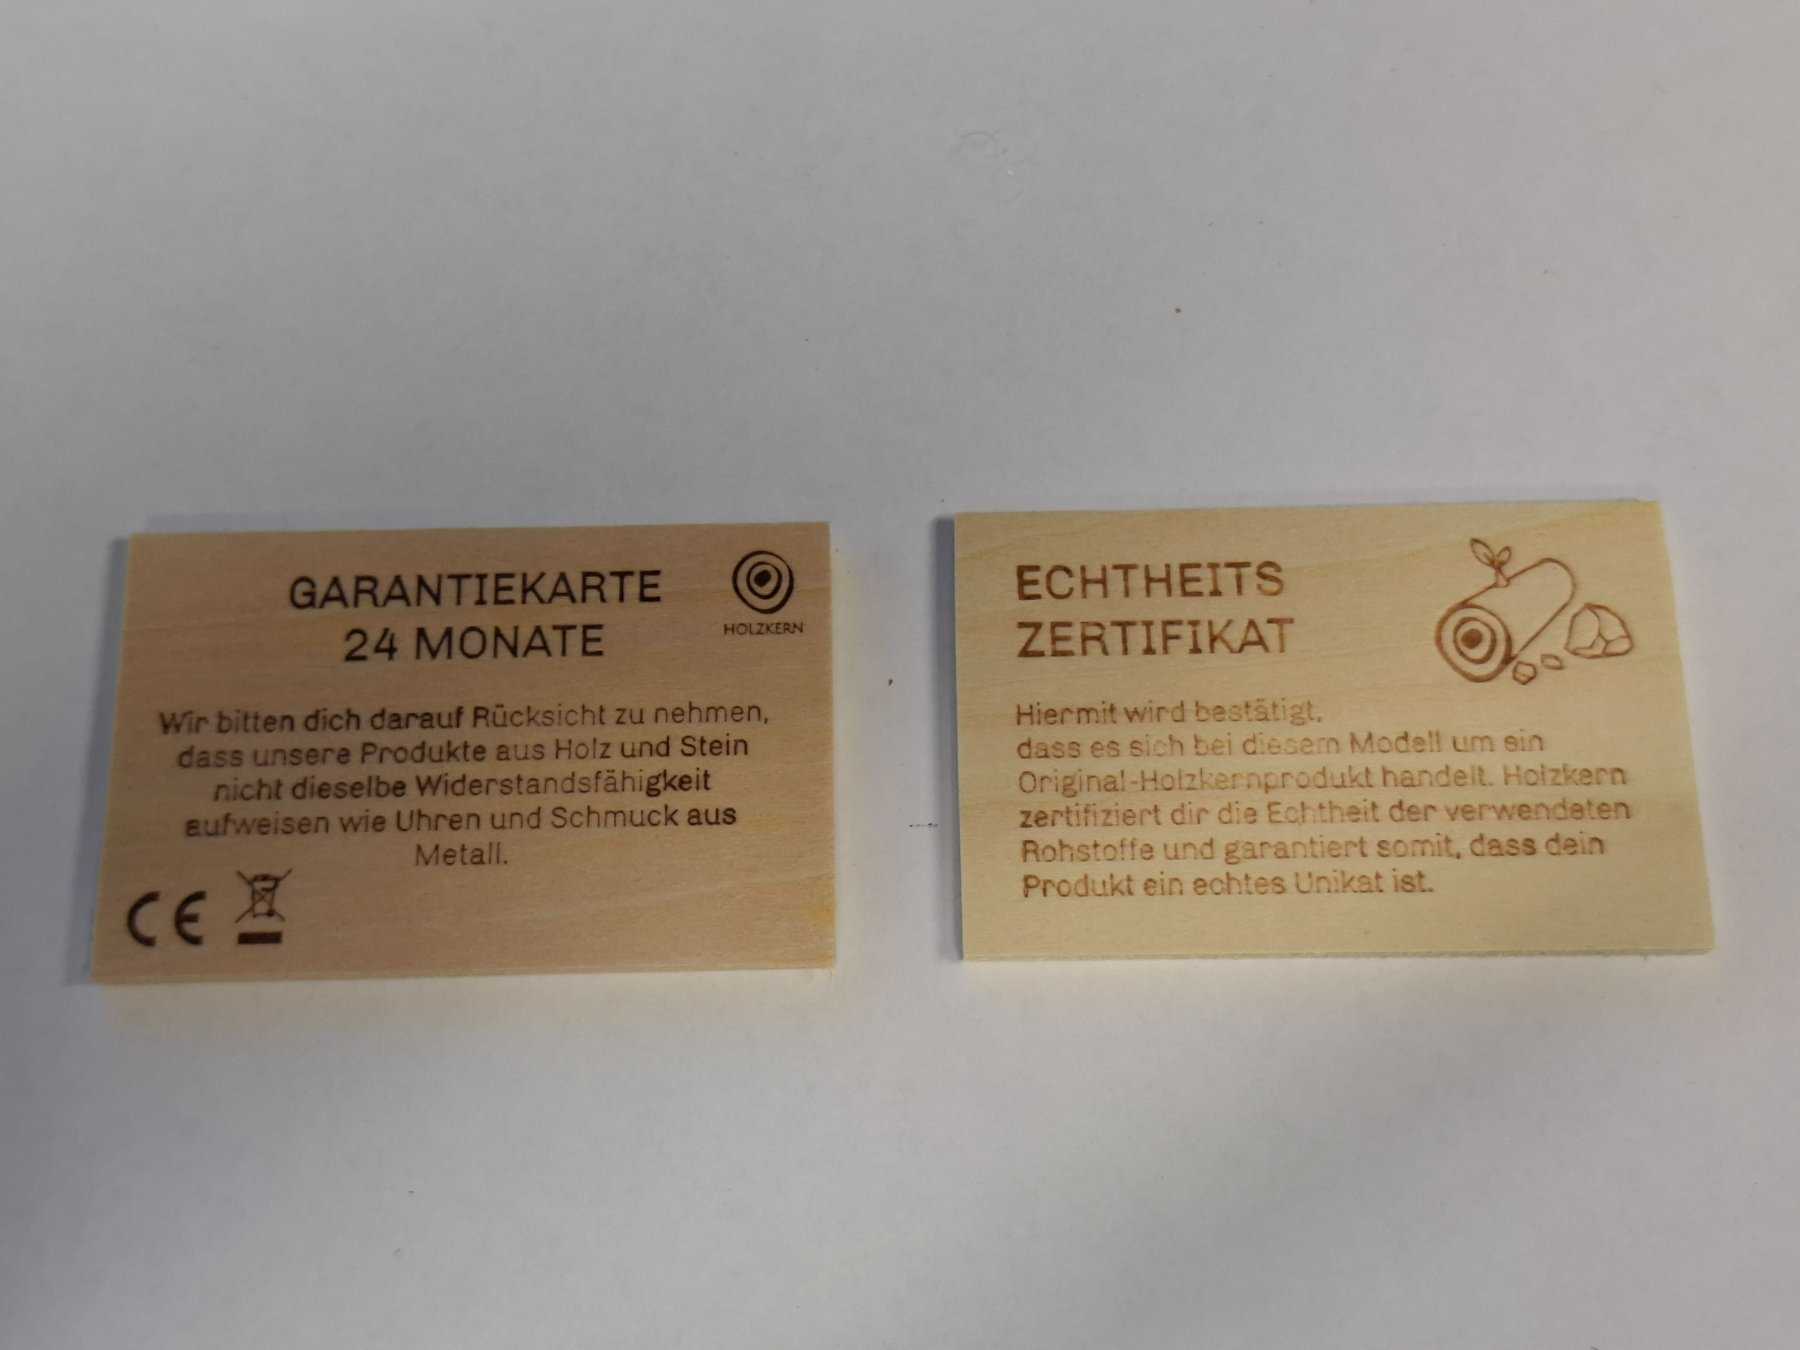 GARANTIEKARTE
24 MONATE
HOLZKERN
Wir bitten dich darauf Rücksicht zu nehmen,
dass unsere Produkte aus Holz und Stein
nicht dieselbe Widerstandsfähigkeit
aufweisen wie Uhren und Schmuck aus
Metall.
CE
ECHTHEITS
ZERTIFIKAT
Hiermit wird bestätigt,
dass es sich bei diesem Modell um ein
Original-Holzkernprodukt handelt. Holzkern
zertifiziert dir die Echtheit der verwendeten
Rohstoffe und garantiert somit, dass dein
Produkt ein echtes Unikat ist.